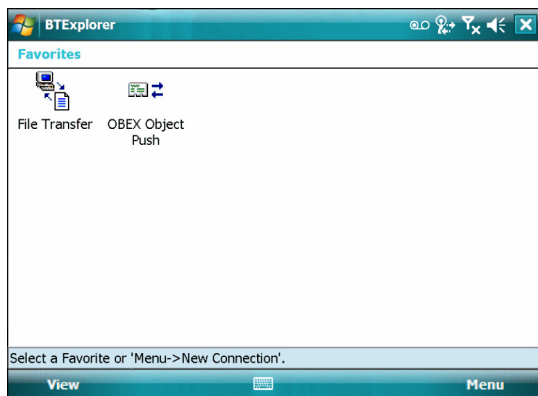 BTExplorer
Favorites
File Transfer
OBEX Object
Push
Select a Favorite or 'Menu->New Connection'.
View
Menu